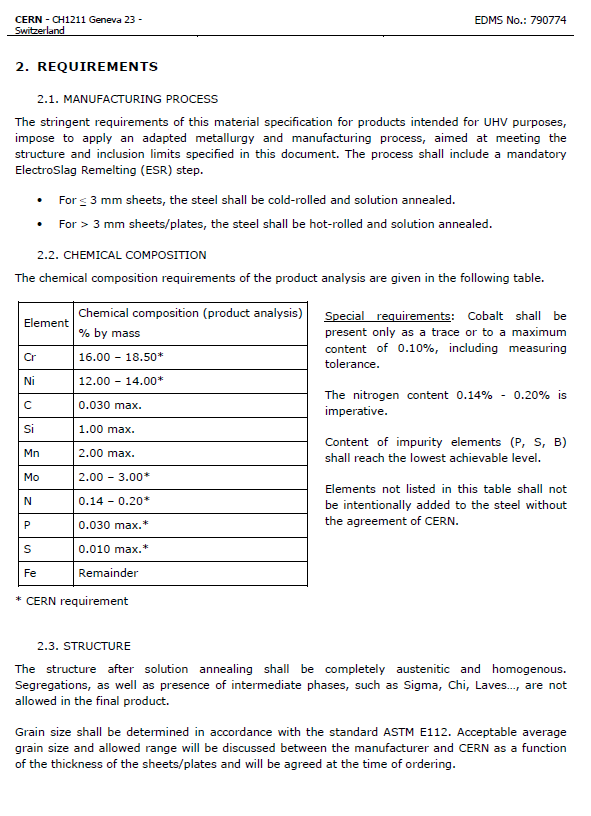 CERN - CH1211 Geneva 23 -
Switzerland
EDMS No.: 790774
2. REQUIREMENTS
2.1. MANUFACTURING PROCESS
The stringent requirements of this material specification for products intended for UHV purposes,
impose to apply an adapted metallurgy and manufacturing process, aimed at meeting the
structure and inclusion limits specified in this document. The process shall include a mandatory
ElectroSlag Remelting (ESR) step.
• For ≤ 3 mm sheets, the steel shall be cold-rolled and solution annealed.
• For > 3 mm sheets/plates, the steel shall be hot-rolled and solution annealed.
2.2. CHEMICAL COMPOSITION
The chemical composition requirements of the product analysis are given in the following table.
Element
Chemical composition (product analysis)
% by mass
Cr 16.00 – 18.50*
Ni 12.00 – 14.00*
C 0.030 max.
Si 1.00 max.
Mn 2.00 max.
Mo 2.00 – 3.00*
N 0.14 – 0.20*
P 0.030 max.*
S 0.010 max.*
Fe Remainder
* CERN requirement
Special requirements: Cobalt shall be
present only as a trace or to a maximum
content of 0.10%, including measuring
tolerance.
The nitrogen content 0.14% - 0.20% is
imperative.
Content of impurity elements (P, S, B)
shall reach the lowest achievable level.
Elements not listed in this table shall not
be intentionally added to the steel without
the agreement of CERN.
2.3. STRUCTURE
The structure after solution annealing shall be completely austenitic and homogenous.
Segregations, as well as presence of intermediate phases, such as Sigma, Chi, Laves…, are not
allowed in the final product.
Grain size shall be determined in accordance with the standard ASTM E112. Acceptable average
grain size and allowed range will be discussed between the manufacturer and CERN as a function
of the thickness of the sheets/plates and will be agreed at the time of ordering.